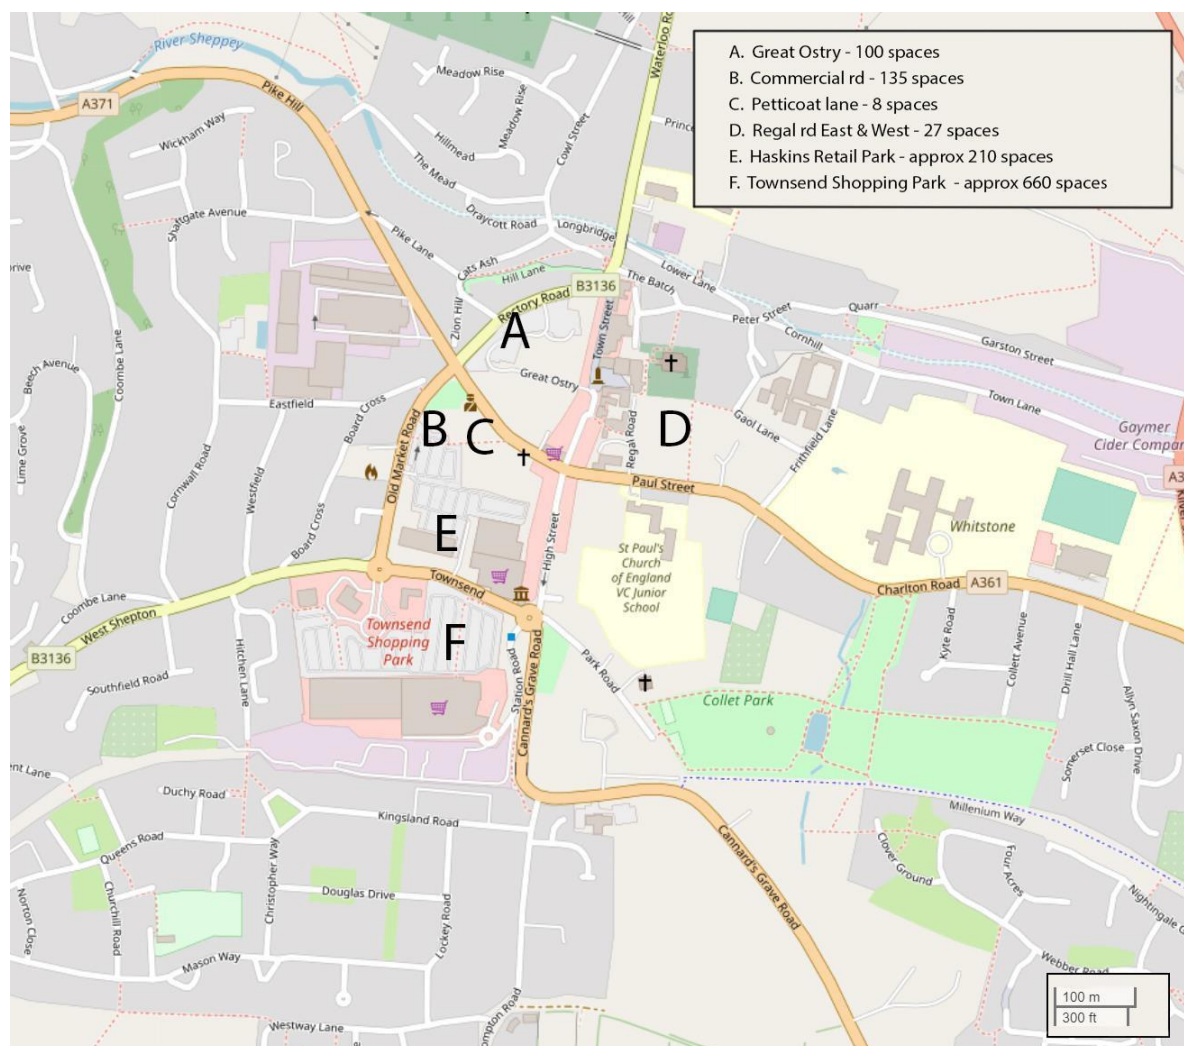 A. Great Ostry - 100 spaces
B. Commercial rd - 135 spaces
C. Petticoat lane - 8 spaces
D. Regal rd East & West - 27 spaces
E. Haskins Retail Park - approx 210 spaces
F. Townsend Shopping Park - approx 660 spaces
River Sheppey
Waterloo
Hill
A371
Pike Hill
Meadow Rise
Meadow Rise
Cowl Street
Wickham Way
Hillmead
The Mead
Draycott Road
Longbridge
Shaftgate Avenue
Pike Lane
Cats Ash
Hill Lane
Lower Lane
The Batch
B3136
Rectory Road
Zion Hill
Peter Street
Quarr
Cornhill
Garston Street
Town Street
A
Great Ostry
Coombe Lane
Beech Avenue
Eastfield
Board Cross
Town Lane
Gaol Lane
Frithfield Lane
Gaymer
Cider Compan
Lime Grove
Cornwall Road
Westfield
Old Market Road
B
C
D
Regal Road
Paul Street
A3
Board Cross
E
High Street
Whitstone
St Paul's
Church
of England
VC Junior
School
Townsend
Charlton Road
A361
Coombe Lane
West Shepton
B3136
Townsend
Shopping
Park
F
Hitchen Lane
Southfield Road
Station Road
Cannard's Grave Road
Park Road
Kyte Road
Collett Avenue
Drill Hall Lane
Allyn Saxon Drive
Collet Park
Somerset Close
ent Lane
Duchy Road
Kingsland Road
Millenium Way
Queens Road
Christopher Way
Cannard's Grave Road
Clover Ground
Four Acres
Norton Close
Churchill Road
Douglas Drive
Lockey Road
Nightingale
Mason Way
Webber Road
Westway Lane
ompton Road
100 m
300 ft